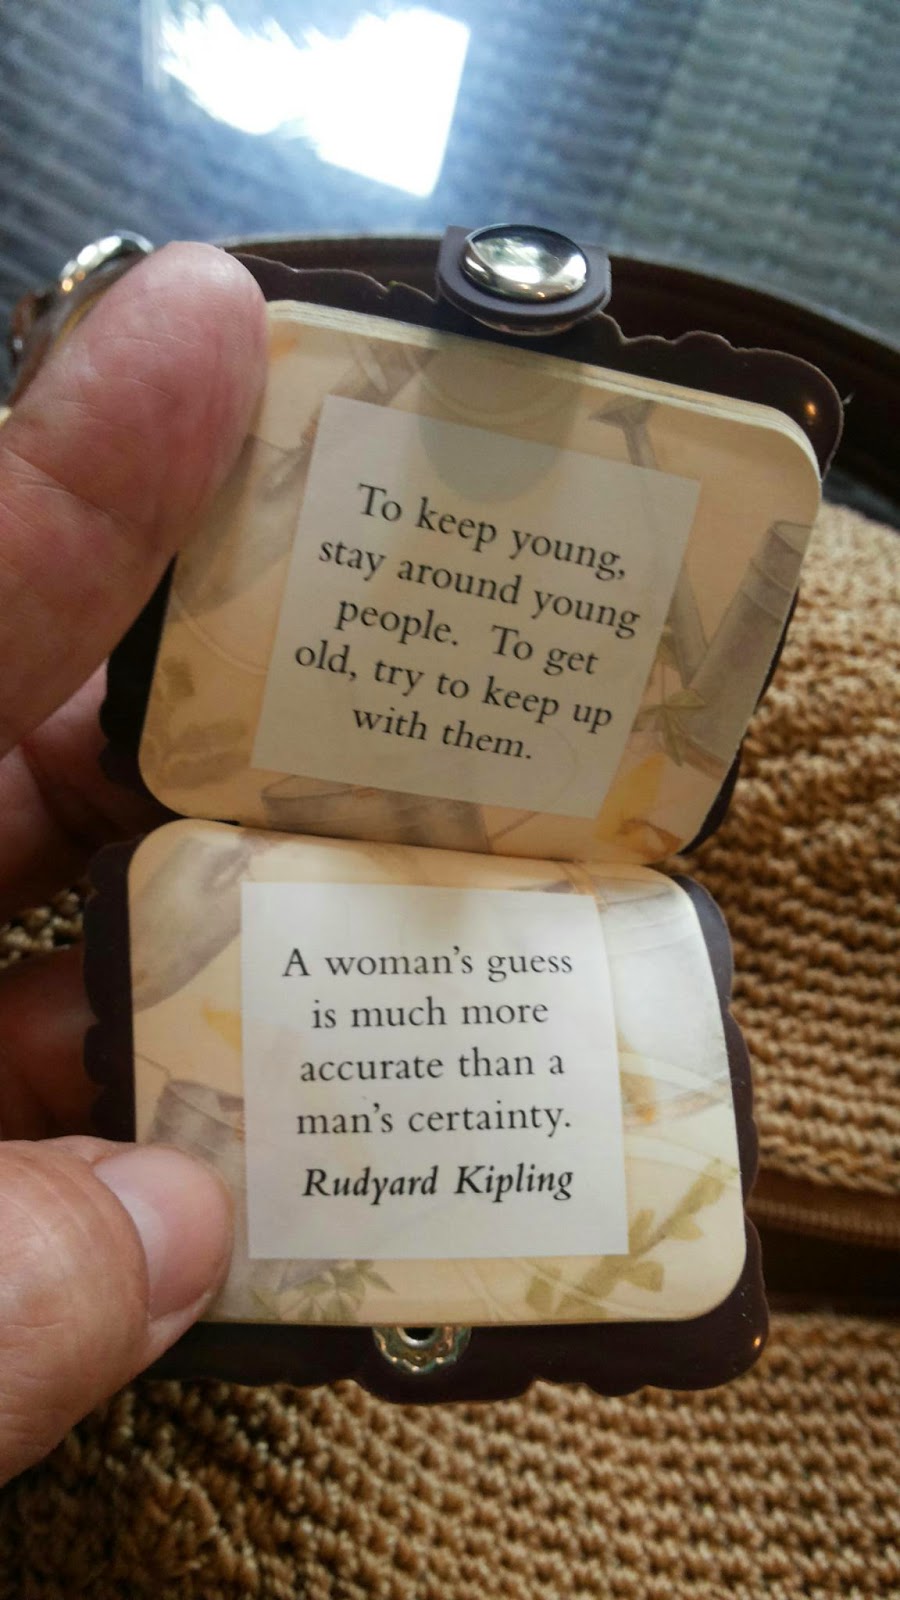 To keep young,
stay around young
people. To get
old, try to keep up
with them.
A woman's guess
is much more
accurate than a
man's certainty.
Rudyard Kipling